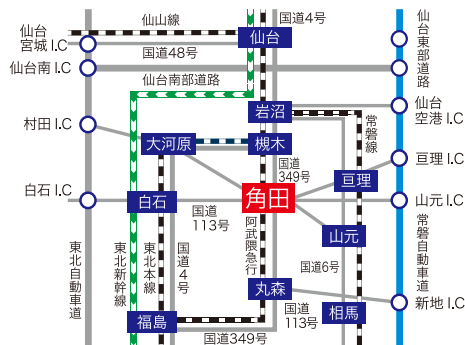 仙山線
国道4号
仙台
宮城 I.C
仙台
仙台東部道路
国道48号
仙台南 I.C
仙台南部道路
岩沼
仙台
空港 I.C
村田 I.C
常磐線
大河原
槻木
国道
349号
亘理 I.C
亘理
白石 I.C
白石
角田
山元 I.C
国道
113号
阿武隈急行
山元
常磐自動車道
東北自動車道
東北新幹線
東北本線
国道4号
国道6号
丸森
国道
113号
相馬
新地 I.C
福島
国道349号